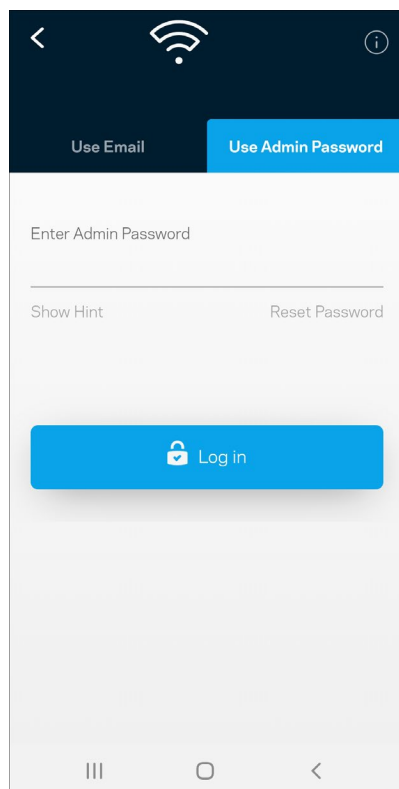 Use Email
Use Admin Password
Enter Admin Password
Show Hint
Reset Password
Log in